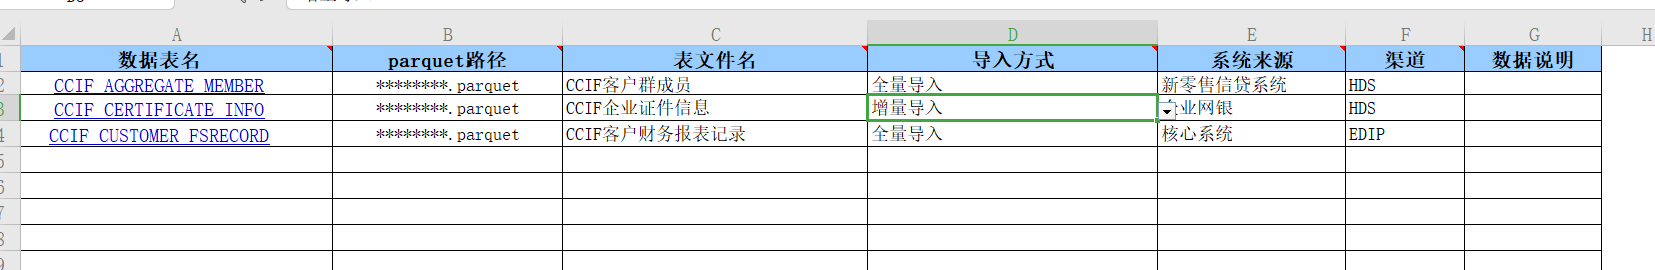 A B C D E F G H
1 数据表名 parquet路径 表文件名 导入方式 系统来源 渠道 数据说明
2 CCIF_AGGREGATE_MEMBER ********.parquet CCIF客户群成员 全量导入 新零售信贷系统 HDS
3 CCIF_CERTIFICATE_INFO ********.parquet CCIF企业证件信息 增量导入 企业网银 HDS
4 CCIF_CUSTOMER_FSRECORD ********.parquet CCIF客户财务报表记录 全量导入 核心系统 EDIP
5
6
7
8
9